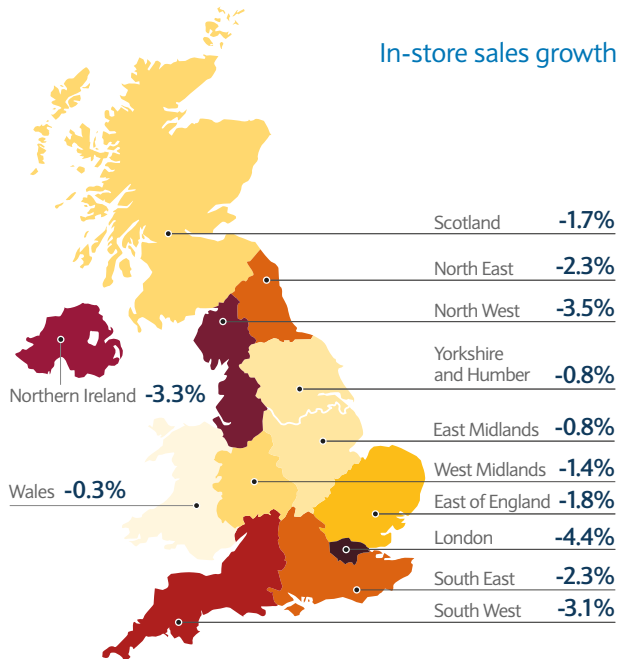 In-store sales growth
Scotland -1.7%
North East -2.3%
North West -3.5%
Yorkshire
and Humber -0.8%
Northern Ireland -3.3%
East Midlands -0.8%
West Midlands -1.4%
Wales -0.3%
East of England -1.8%
London -4.4%
South East -2.3%
South West -3.1%